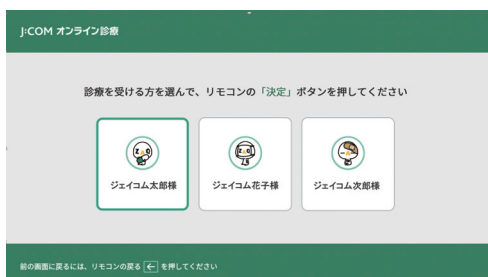 J:COM オンライン診療
診療を受ける方を選んで、リモコンの「決定」ボタンを押してください
ジェイコム太郎様
ジェイコム花子様
ジェイコム次郎様
前の画面に戻るには、リモコンの戻る ← を押してください